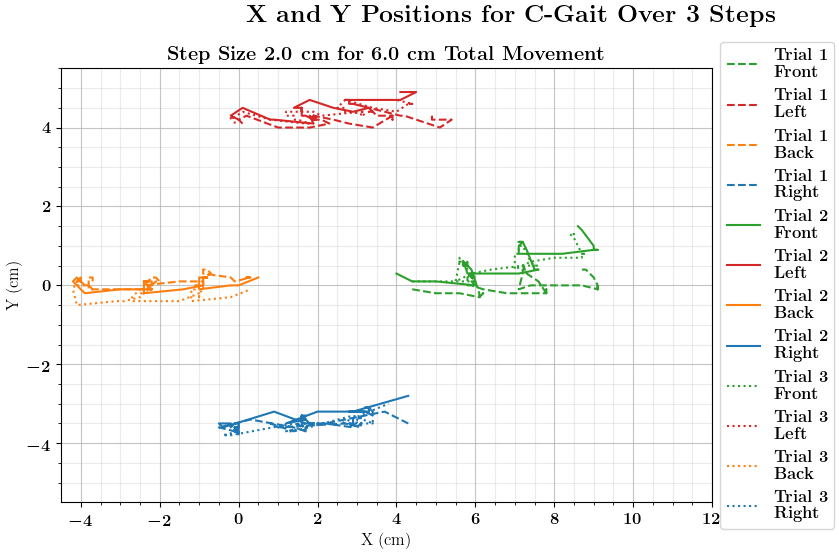 X and Y Positions for C-Gait Over 3 Steps
Step Size 2.0 cm for 6.0 cm Total Movement
Y (cm)
4
2
0
−2
−4
−4
−2
0
2
4
6
8
10
12
X (cm)
Trial 1
Front
Trial 1
Left
Trial 1
Back
Trial 1
Right
Trial 2
Front
Trial 2
Left
Trial 2
Back
Trial 2
Right
Trial 3
Front
Trial 3
Left
Trial 3
Back
Trial 3
Right